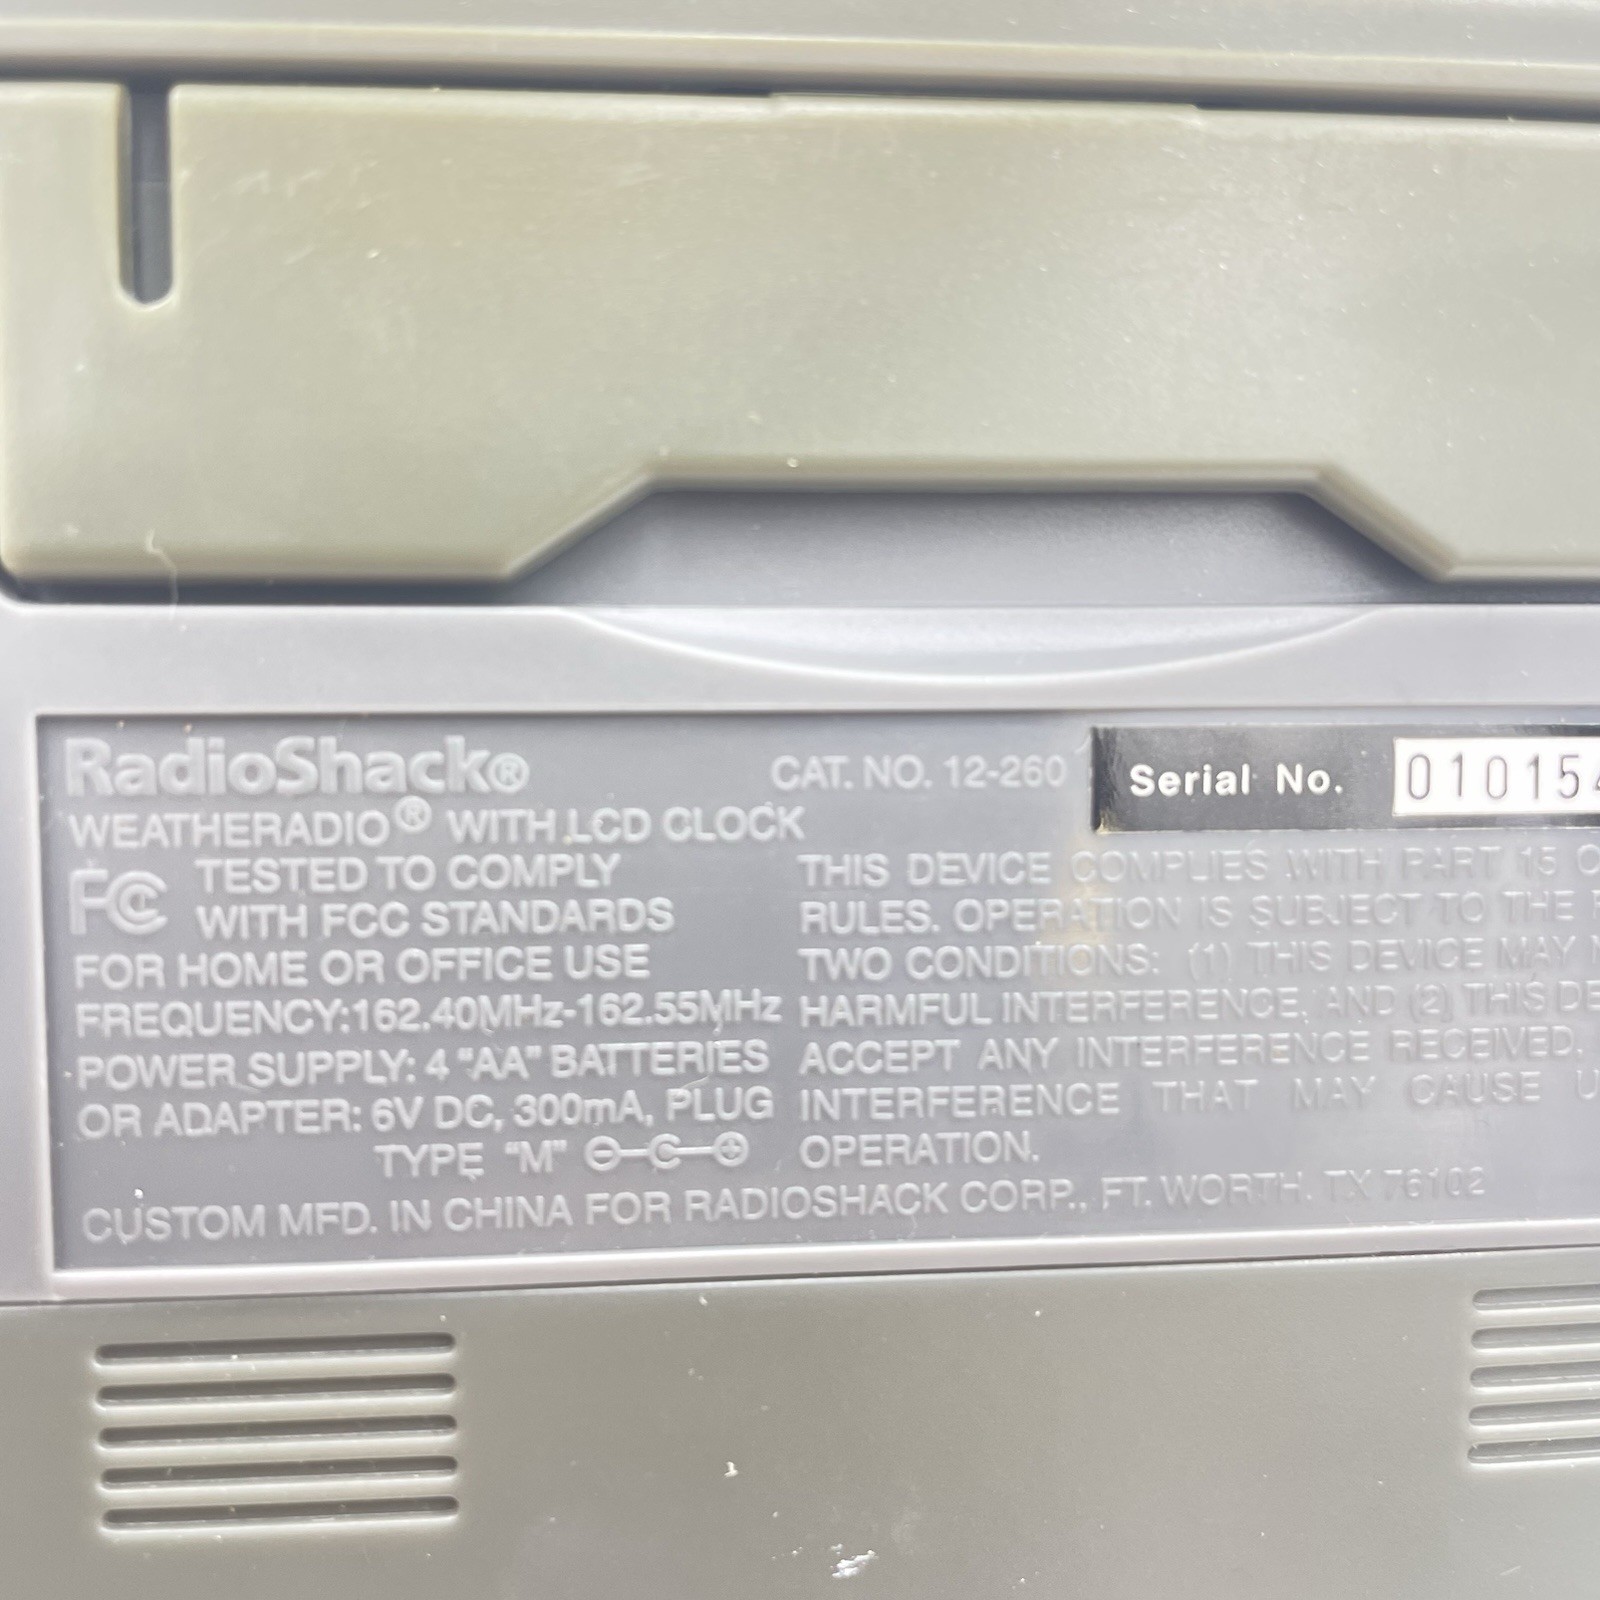 RadioShack® CAT. NO. 12-260 Serial No. 010154
WEATHERADIO® WITH LCD CLOCK
FC TESTED TO COMPLY
WITH FCC STANDARDS
FOR HOME OR OFFICE USE
FREQUENCY:162.40MHz-162.55MHz
POWER SUPPLY: 4 "AA" BATTERIES
OR ADAPTER: 6V DC, 300mA, PLUG
TYPE "M"
THIS DEVICE COMPLIES WITH PART 15
RULES. OPERATION IS SUBJECT TO THE
TWO CONDITIONS: (1) THIS DEVICE MAY
HARMFUL INTERFERENCE, AND (2) THIS DE
ACCEPT ANY INTERFERENCE RECEIVED,
INTERFERENCE THAT MAY CAUSE
OPERATION.
CUSTOM MFD. IN CHINA FOR RADIOSHACK CORP., FT. WORTH, TX 76102